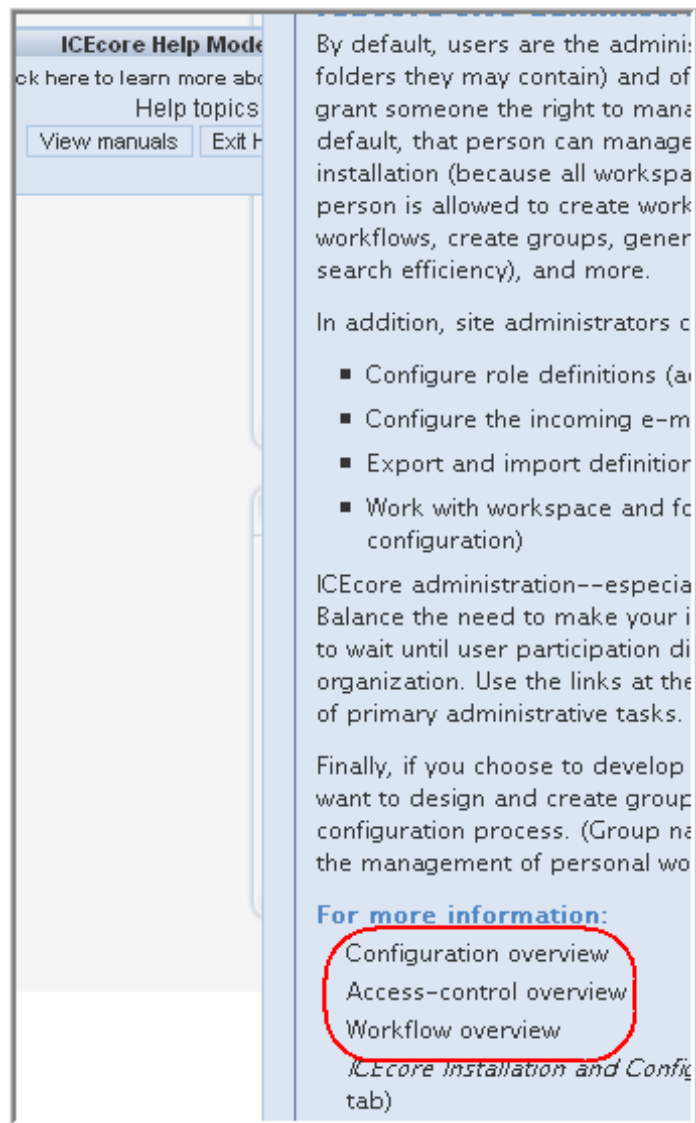 ICEcore Help Mode
ck here to learn more abo
Help topics
View manuals
Exit H
By default, users are the adminis
folders they may contain) and of
grant someone the right to mana
default, that person can manage
installation (because all workspa
person is allowed to create work
workflows, create groups, gener
search efficiency), and more.
In addition, site administrators c
■ Configure role definitions (a
■ Configure the incoming e-m
■ Export and import definition
■ Work with workspace and fo
configuration)
ICEcore administration--especia
Balance the need to make your i
to wait until user participation di
organization. Use the links at the
of primary administrative tasks.
Finally, if you choose to develop
want to design and create group
configuration process. (Group na
the management of personal wo
For more information:
Configuration overview
Access-control overview
Workflow overview
ICEcore Installation and Config
tab)